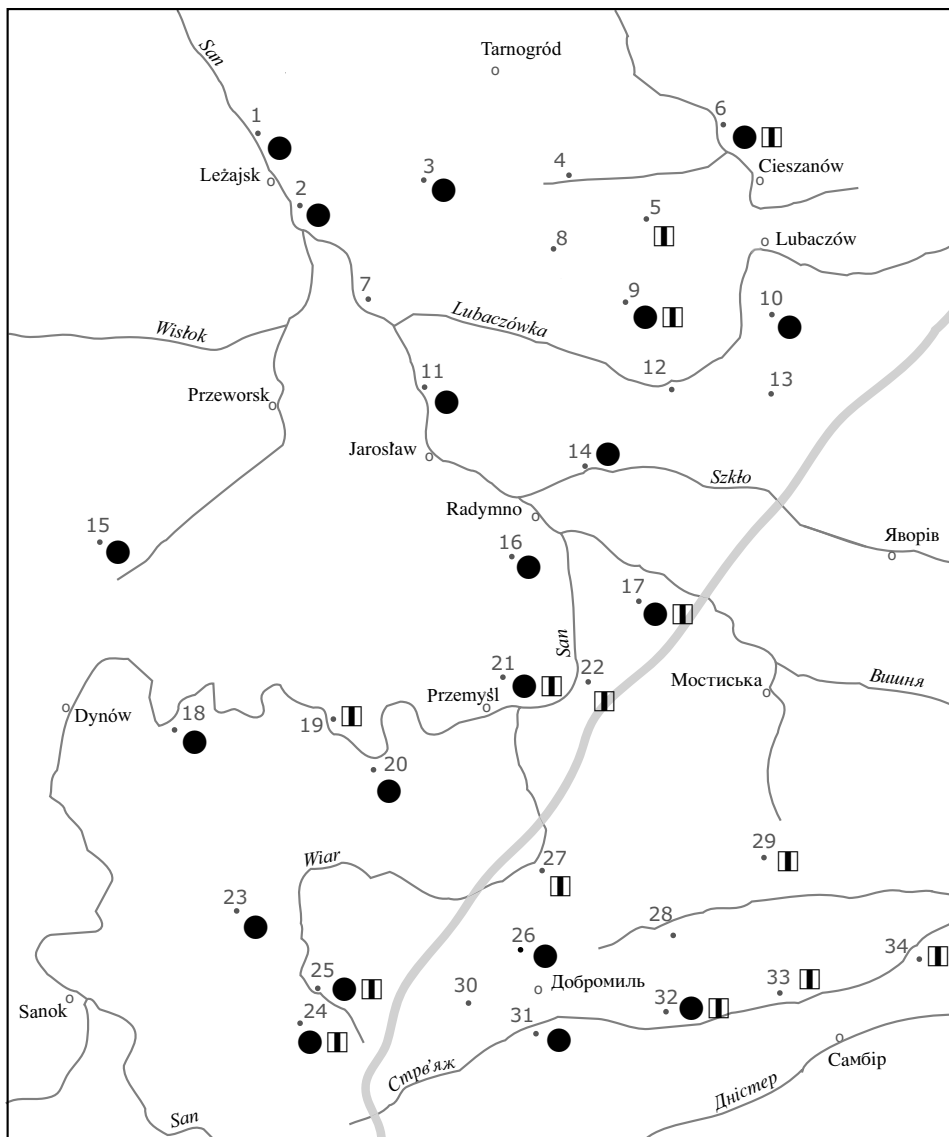 San
Tarnogród
1
6
3
4
Leżajsk
Cieszanów
2
5
8
Lubaczów
7
9
10
Wisłok
Lubaczówka
11
12
13
Przeworsk
Jarosław
14
Szkło
Radymno
15
16
Яворів
17
San
21
22
Мостиська
Вишня
Przemyśl
Dynów
18
19
20
Wiar
27
29
23
28
26
34
25
30
Добромиль
33
Sanok
32
24
31
Стрв'яж
Самбір
Дністер
San